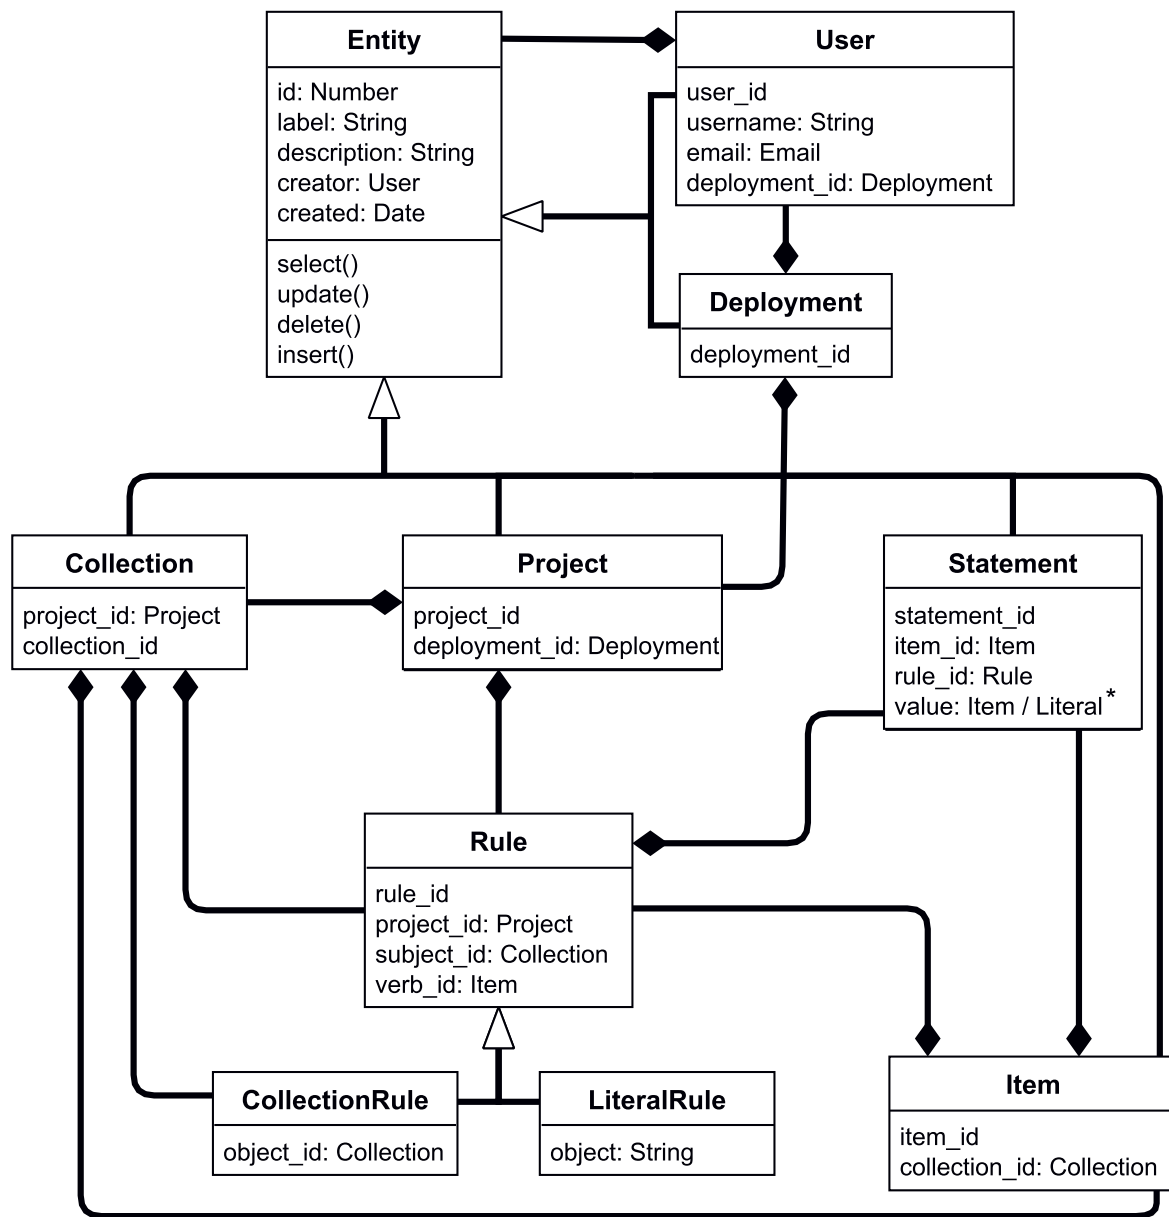 Entity
id: Number
label: String
description: String
creator: User
created: Date
select()
update()
delete()
insert()
User
user_id
username: String
email: Email
deployment_id: Deployment
Deployment
deployment_id
Collection
project_id: Project
collection_id
Project
project_id
deployment_id: Deployment
Statement
statement_id
item_id: Item
rule_id: Rule
value: Item / Literal*
Rule
rule_id
project_id: Project
subject_id: Collection
verb_id: Item
CollectionRule
object_id: Collection
LiteralRule
object: String
Item
item_id
collection_id: Collection